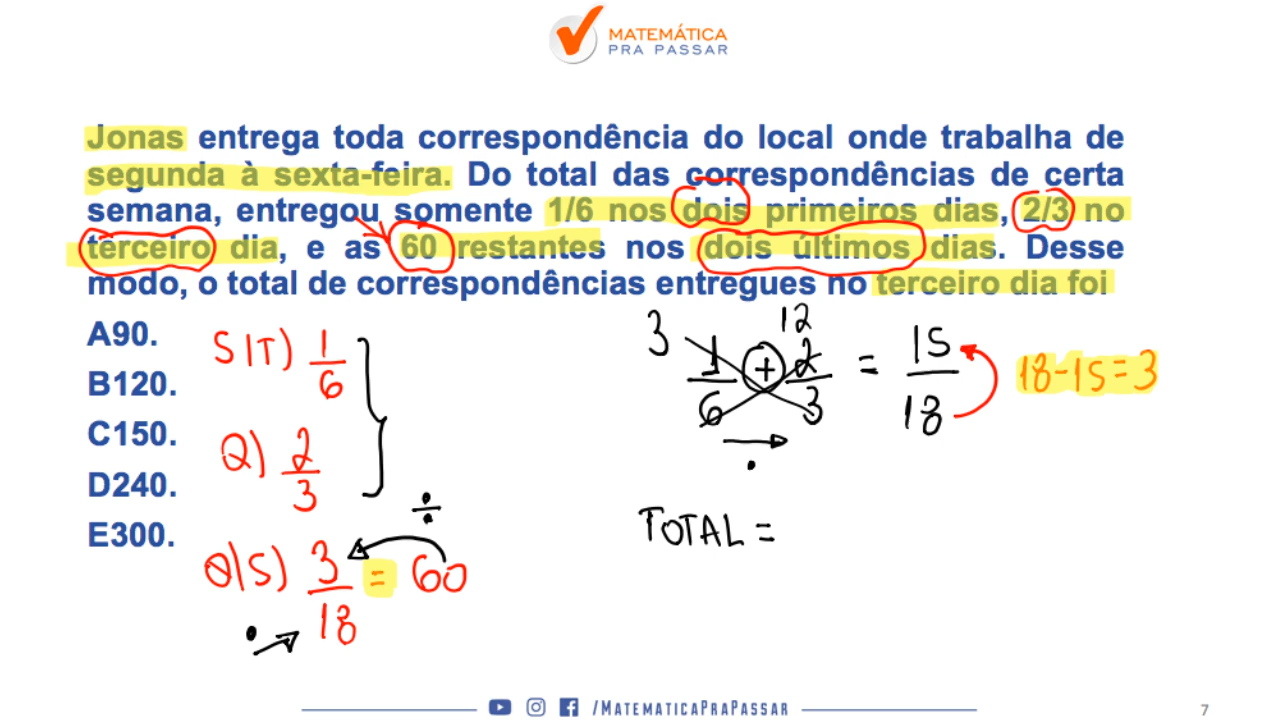 MATEMÁTICA
PRA PASSAR
Jonas entrega toda correspondência do local onde trabalha de
segunda à sexta-feira. Do total das correspondências de certa
semana, entregou somente 1/6 nos dois primeiros dias, 2/3 no
terceiro dia, e as 60 restantes nos dois últimos dias. Desse
modo, o total de correspondências entregues no terceiro dia foi
A90.
B120.
C150.
D240.
E300.
S|T) 1/6
Q) 2/3
÷
Q|S) 3/18 = 60
3 12
1/6 + 2/3 = 15/18
18-15=3
TOTAL =
/MATEMATICAPRAPASSAR
7